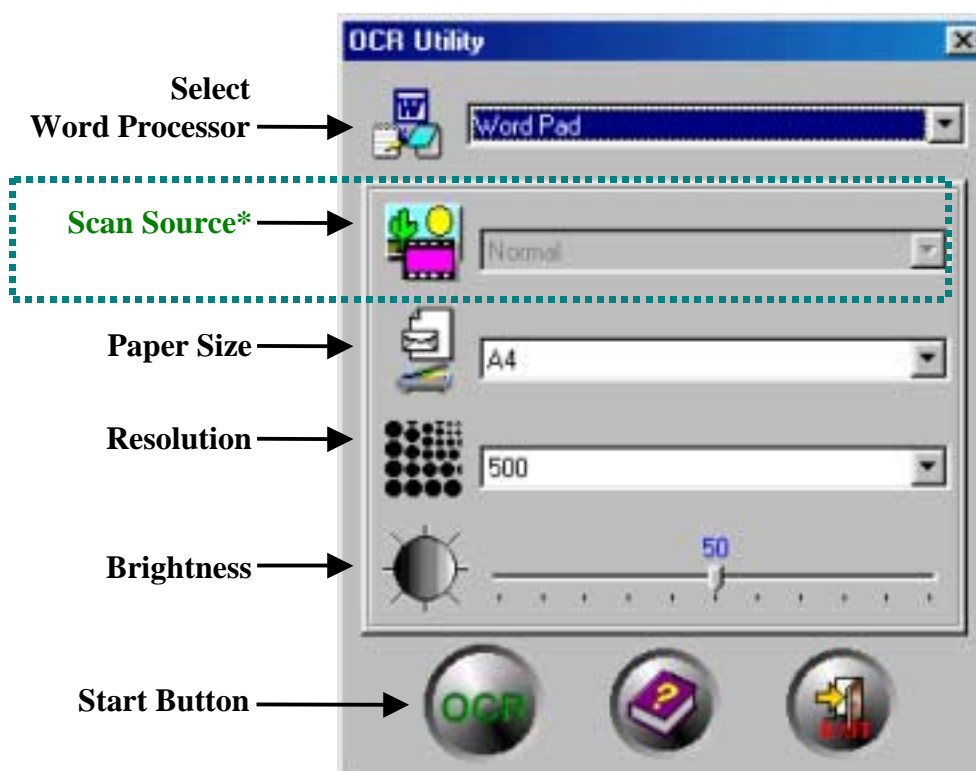 OCR Utility
Select
Word Processor
Word Pad
Scan Source*
Normal
Paper Size
A4
Resolution
500
Brightness
50
Start Button
OCR
EXIT
?
W